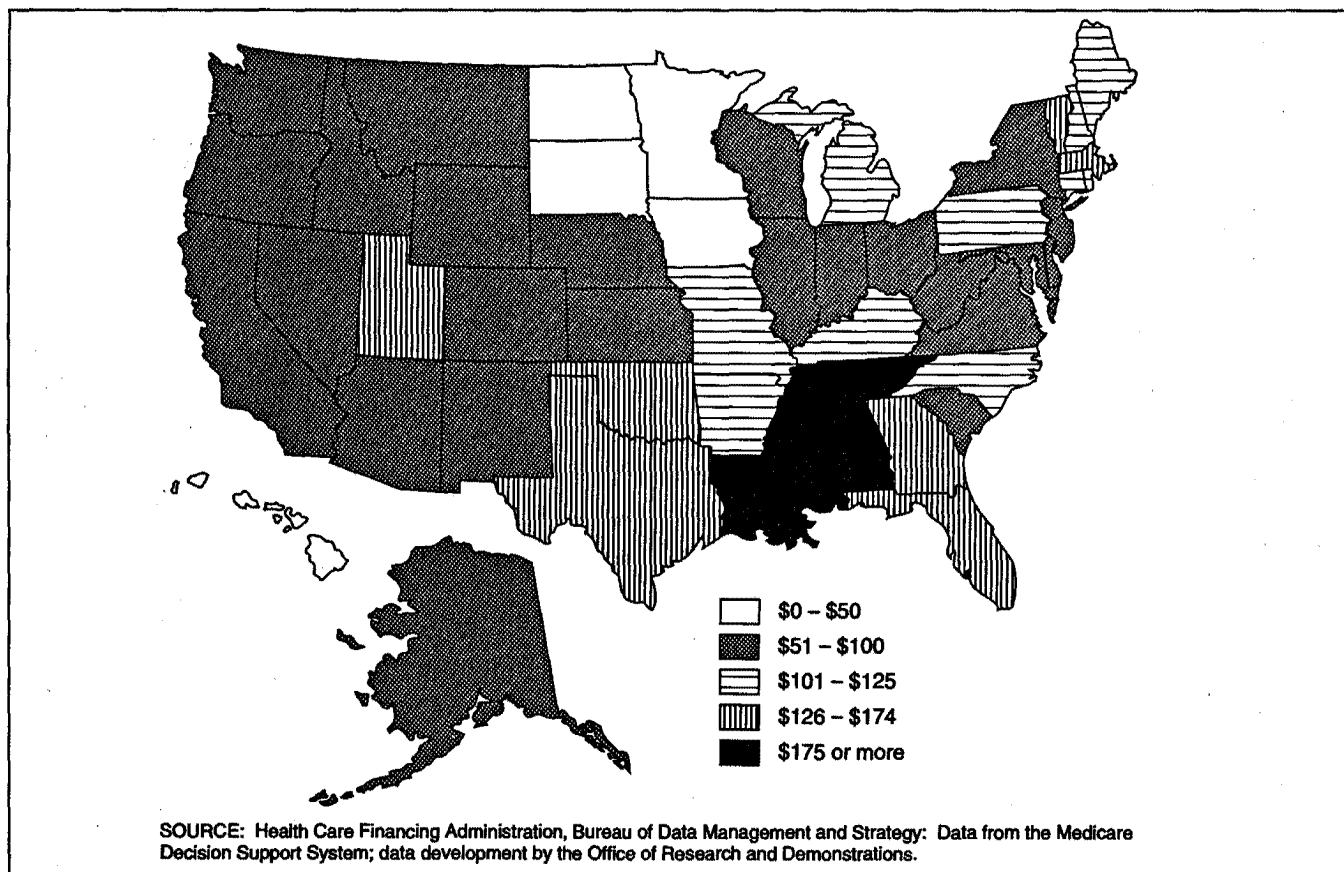 $0 – $50
$51 – $100
$101 – $125
$126 – $174
$175 or more
SOURCE: Health Care Financing Administration, Bureau of Data Management and Strategy: Data from the Medicare
Decision Support System; data development by the Office of Research and Demonstrations.